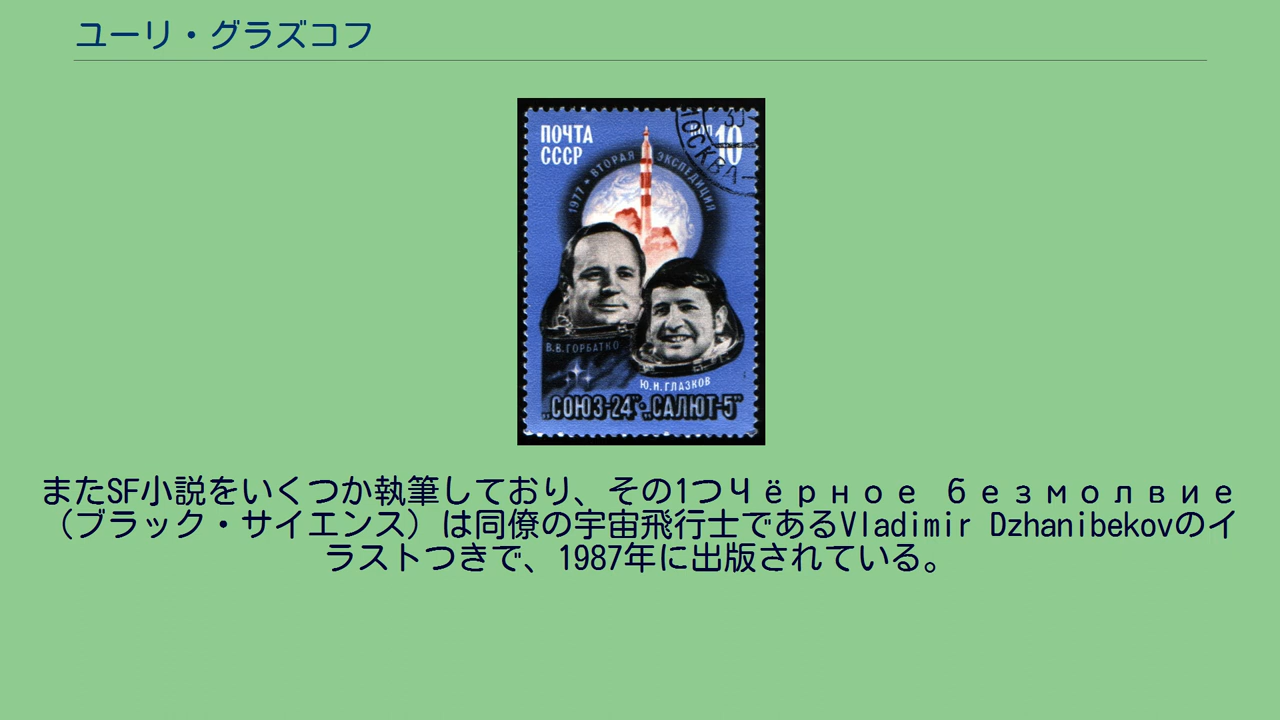 ユーリ・グラズコフ
ПОЧТА
СССР
10
1977 • ВТОРАЯ ЭКСПЕДИЦИЯ
МОСКВА
В.В.ГОРБАТКО
Ю.Н.ГЛАЗКОВ
„СОЮЗ-24”·„САЛЮТ-5”
またSF小説をいくつか執筆しており、その1つЧёрное безмолвие
（ブラック・サイエンス）は同僚の宇宙飛行士であるVladimir Dzhanibekovのイ
ラストつきで、1987年に出版されている。